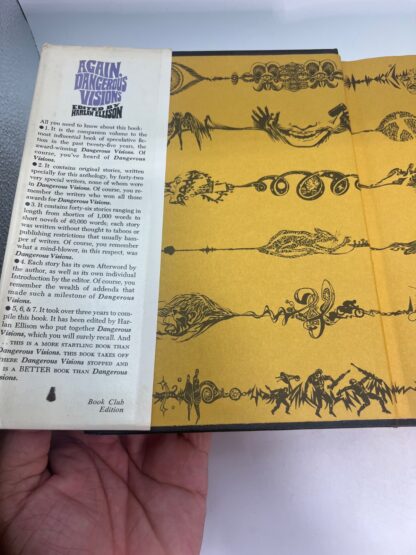 AGAIN,
DANGEROUS
VISIONS
EDITED BY
HARLAN ELLISON
All you need to know about this book:
● 1. It is the companion volume to the
most influential book of speculative fic-
tion in the past twenty-five years, the
award-winning Dangerous Visions. Of
course, you've heard of Dangerous
Visions.
● 2. It contains original stories, written
specially for this anthology, by forty-two
very special writers, none of whom were
in Dangerous Visions. Of course, you re-
member the writers who won all those
awards for Dangerous Visions.
● 3. It contains forty-six stories ranging in
length from shorties of 1,000 words to
short novels of 40,000 words; each story
was written without thought to taboo or
publishing restrictions that usually ham-
per sf writers. Of course, you remember
what a mind-blower, in this respect, was
Dangerous Visions.
● 4. Each story has its own Afterword by
the author, as well as its own individual
Introduction by the editor. Of course, you
remember the wealth of addenda that
made such a milestone of Dangerous
Visions.
● 5, 6, & 7. It took over three years to com-
pile this book. It has been edited by Har-
lan Ellison who put together Dangerous
Visions, which you will surely recall. And
. . . THIS IS A MORE STARTLING BOOK THAN
Dangerous Visions. THIS BOOK TAKES OFF
WHERE Dangerous Visions STOPPED AND
IS A BETTER BOOK THAN Dangerous
Visions.
Book Club
Edition